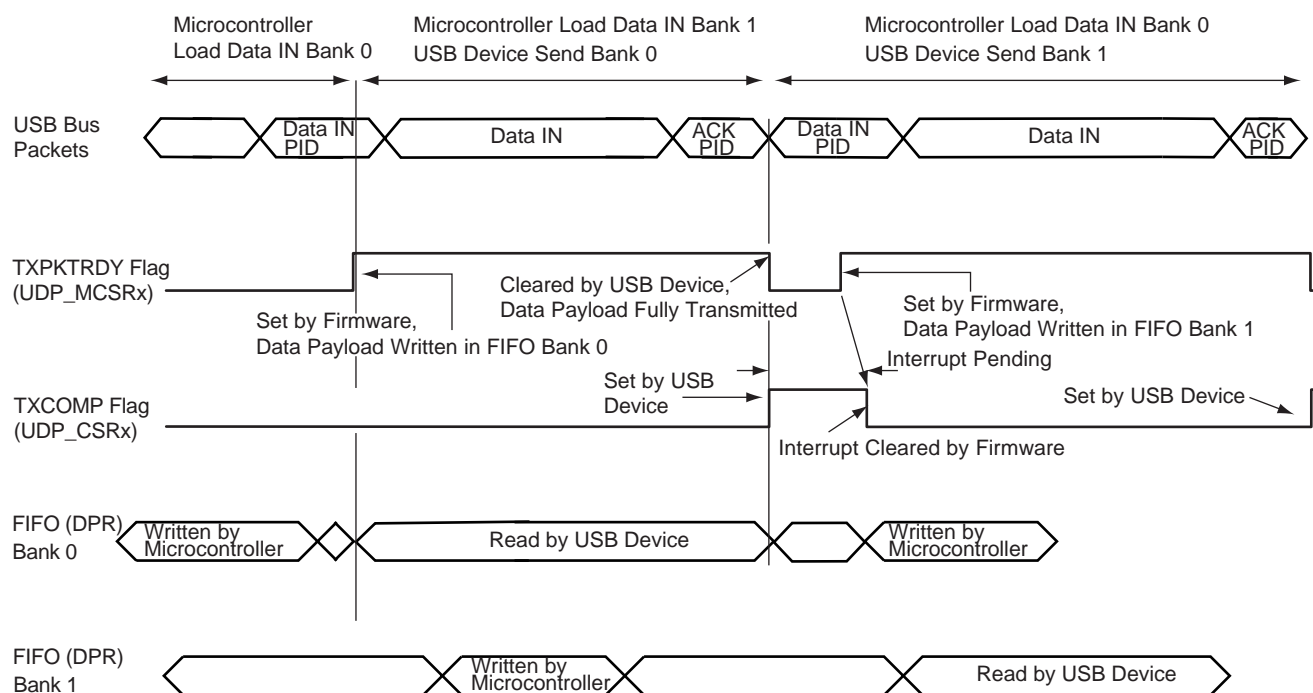 Microcontroller
Load Data IN Bank 0
Microcontroller Load Data IN Bank 1
USB Device Send Bank 0
Microcontroller Load Data IN Bank 0
USB Device Send Bank 1
USB Bus
Packets
Data IN
PID
Data IN
ACK
PID
Data IN
PID
Data IN
ACK
PID
TXPKTRDY Flag
(UDP_MCSRx)
Set by Firmware,
Data Payload Written in FIFO Bank 0
Cleared by USB Device,
Data Payload Fully Transmitted
Set by Firmware,
Data Payload Written in FIFO Bank 1
Interrupt Pending
TXCOMP Flag
(UDP_CSRx)
Set by USB
Device
Set by USB Device
Interrupt Cleared by Firmware
FIFO (DPR)
Bank 0
Written by
Microcontroller
Read by USB Device
Written by
Microcontroller
FIFO (DPR)
Bank 1
Written by
Microcontroller
Read by USB Device